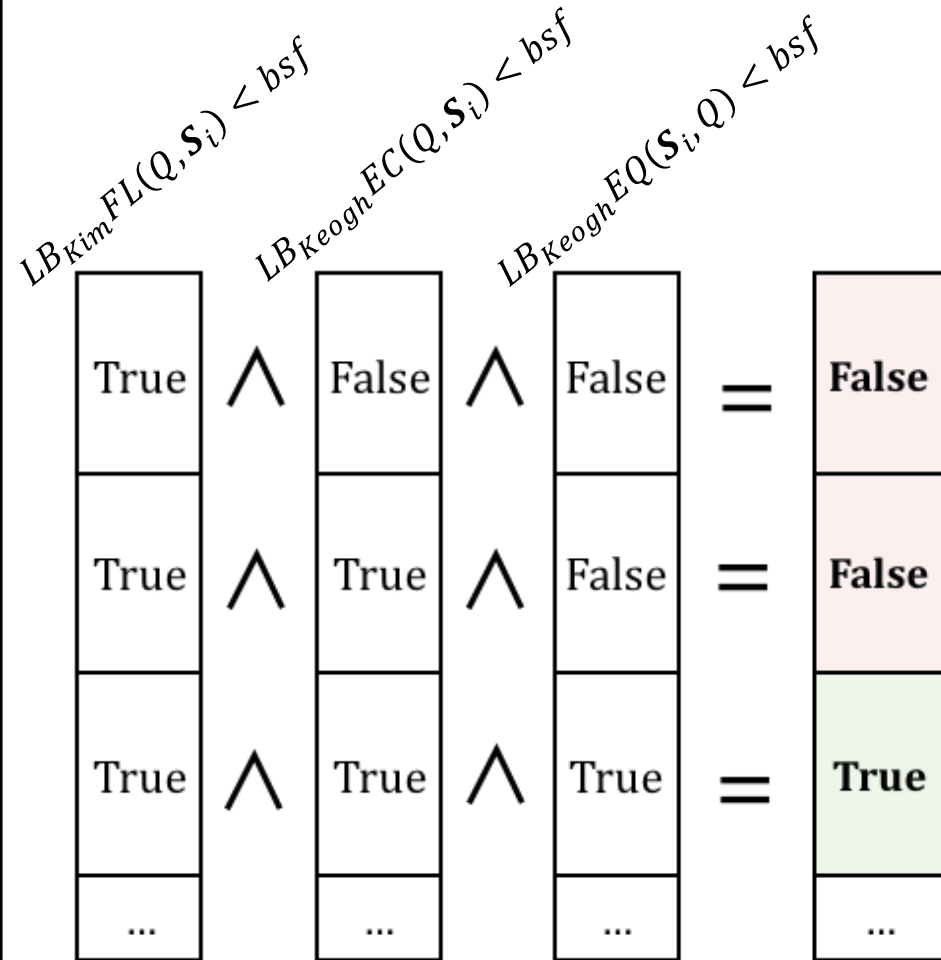 LB_KimFL(Q, S_i) < bsf
LB_KeoghEC(Q, S_i) < bsf
LB_KeoghEQ(S_i, Q) < bsf
True ∧ False ∧ False = False
True ∧ True ∧ False = False
True ∧ True ∧ True = True
... ... ... ...